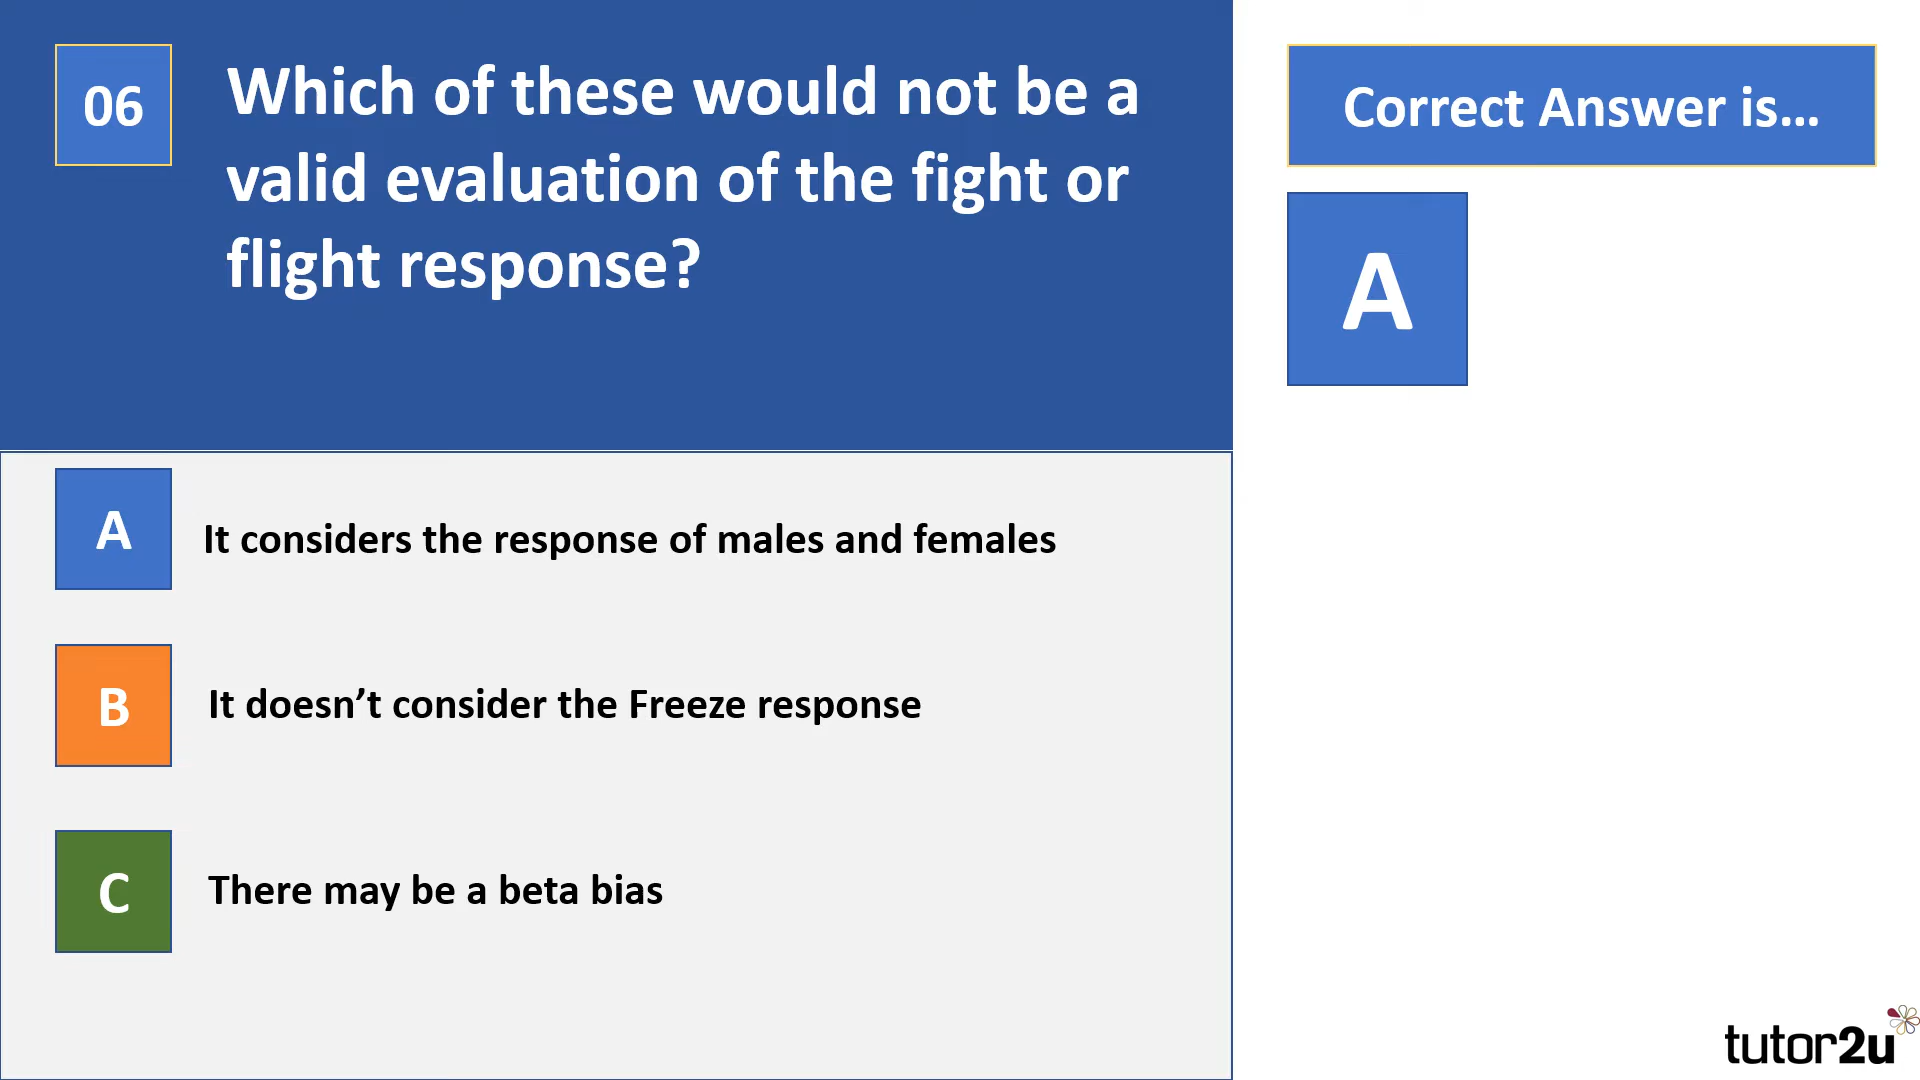 06
Which of these would not be a
valid evaluation of the fight or
flight response?
A
It considers the response of males and females
B
It doesn’t consider the Freeze response
C
There may be a beta bias
Correct Answer is...
A
tutor2u